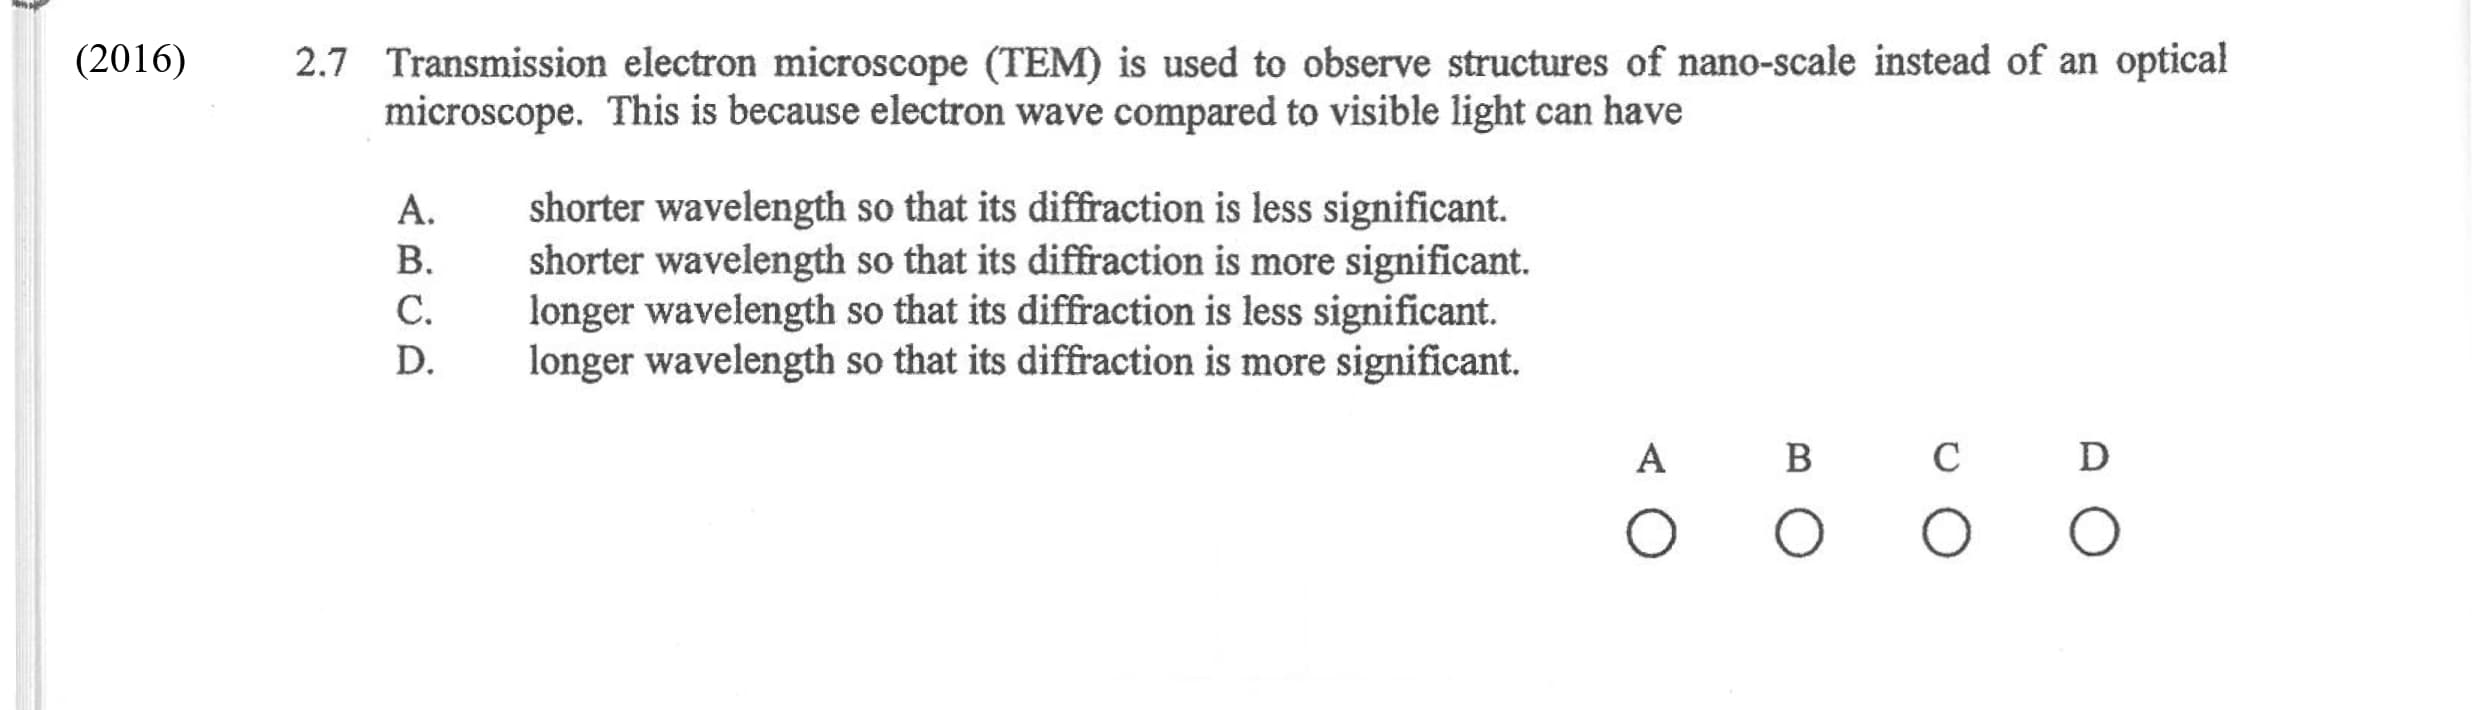 (2016) 2.7 Transmission electron microscope (TEM) is used to observe structures of nano-scale instead of an optical
microscope. This is because electron wave compared to visible light can have
A. shorter wavelength so that its diffraction is less significant.
B. shorter wavelength so that its diffraction is more significant.
C. longer wavelength so that its diffraction is less significant.
D. longer wavelength so that its diffraction is more significant.
A B C D